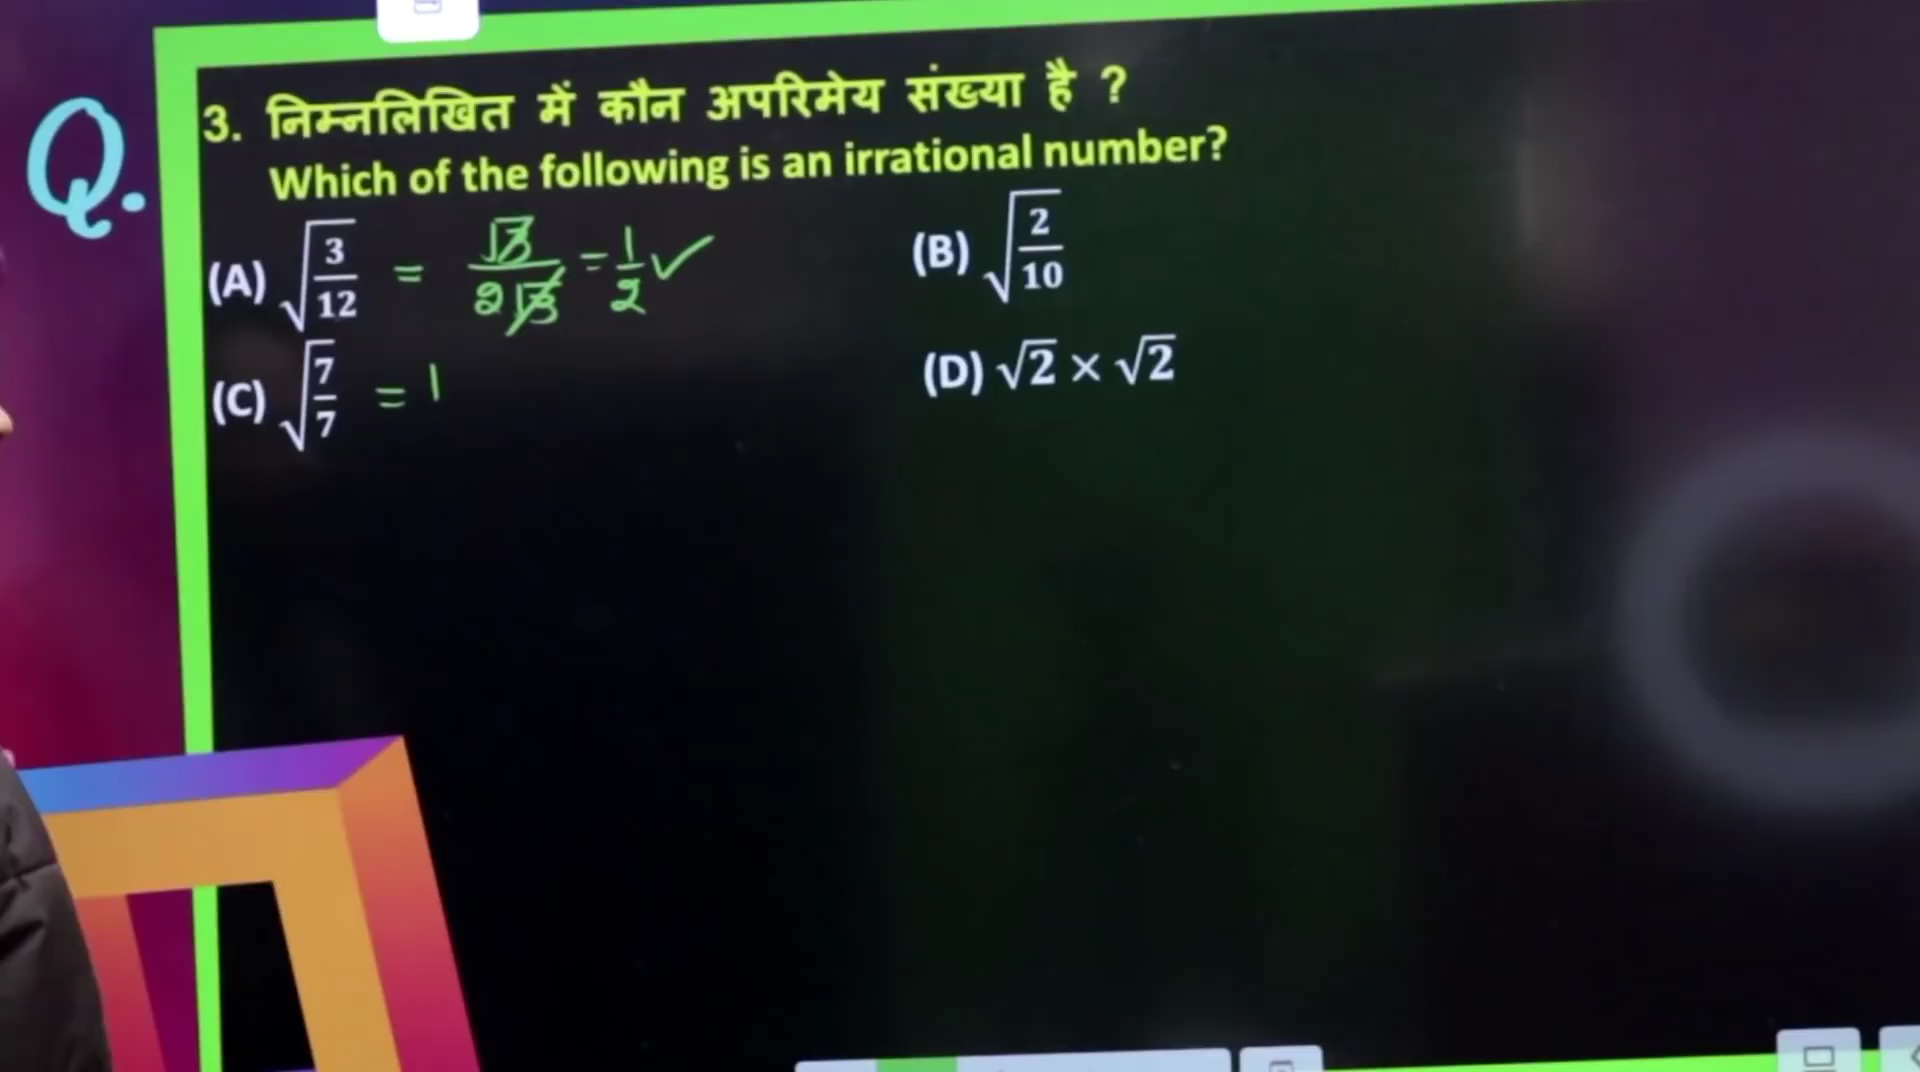 Q.
3. निम्नलिखित में कौन अपरिमेय संख्या है ?
Which of the following is an irrational number?
(A) √(3/12) = √3/2√3 = 1/2 ✓
(B) √(2/10)
(C) √(7/7) = 1
(D) √2 × √2